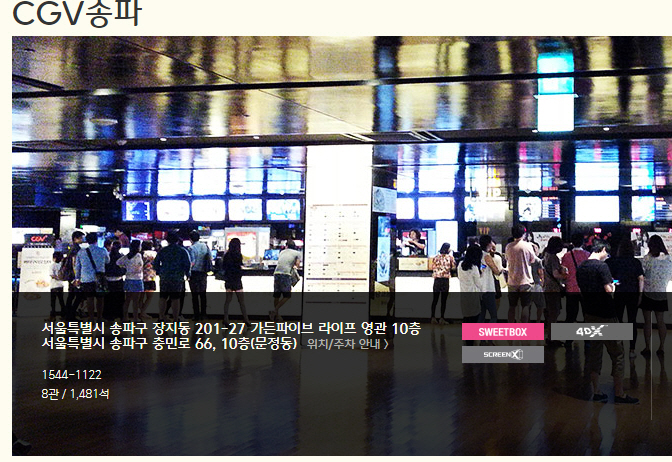 CGV송파
CGV
서울특별시 송파구 장지동 201-27 가든파이브 라이프 영관 10층
서울특별시 송파구 충민로 66, 10층(문정동) 위치/주차 안내 >
SWEETBOX
4DX
SCREENX
1544-1122
8관 / 1,481석